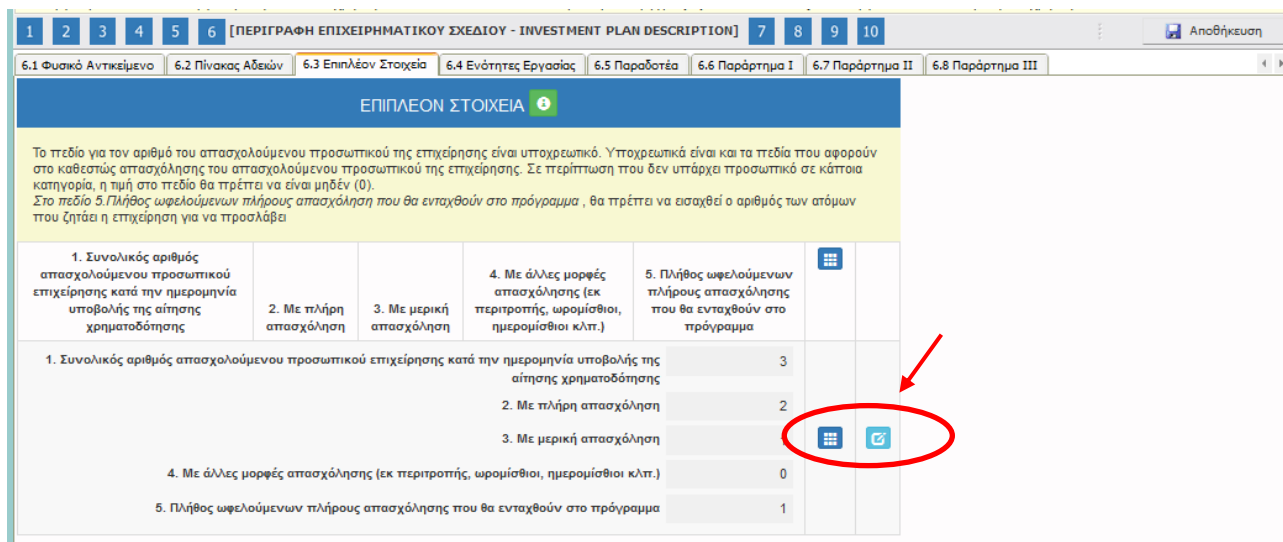 1 2 3 4 5 6 [ΠΕΡΙΓΡΑΦΗ ΕΠΙΧΕΙΡΗΜΑΤΙΚΟΥ ΣΧΕΔΙΟΥ - INVESTMENT PLAN DESCRIPTION] 7 8 9 10 Αποθήκευση
6.1 Φυσικό Αντικείμενο 6.2 Πίνακας Αδειών 6.3 Επιπλέον Στοιχεία 6.4 Ενότητες Εργασίας 6.5 Παραδοτέα 6.6 Παράρτημα Ι 6.7 Παράρτημα ΙΙ 6.8 Παράρτημα ΙΙΙ
ΕΠΙΠΛΕΟΝ ΣΤΟΙΧΕΙΑ
Το πεδίο για τον αριθμό του απασχολούμενου προσωπικού της επιχείρησης είναι υποχρεωτικό. Υποχρεωτικά είναι και τα πεδία που αφορούν
στο καθεστώς απασχόλησης του απασχολούμενου προσωπικού της επιχείρησης. Σε περίπτωση που δεν υπάρχει προσωπικό σε κάποια
κατηγορία, η τιμή στο πεδίο θα πρέπει να είναι μηδέν (0).
Στο πεδίο 5.Πλήθος ωφελούμενων πλήρους απασχόληση που θα ενταχθούν στο πρόγραμμα , θα πρέπει να εισαχθεί ο αριθμός των ατόμων
που ζητάει η επιχείρηση για να προσλάβει
1. Συνολικός αριθμός
απασχολούμενου προσωπικού
επιχείρησης κατά την ημερομηνία
υποβολής της αίτησης
χρηματοδότησης
2. Με πλήρη
απασχόληση
3. Με μερική
απασχόληση
4. Με άλλες μορφές
απασχόλησης (εκ
περιτροπής, ωρομίσθιοι,
ημερομίσθιοι κλπ.)
5. Πλήθος ωφελούμενων
πλήρους απασχόλησης
που θα ενταχθούν στο
πρόγραμμα
1. Συνολικός αριθμός απασχολούμενου προσωπικού επιχείρησης κατά την ημερομηνία υποβολής της 3
αίτησης χρηματοδότησης
2. Με πλήρη απασχόληση 2
3. Με μερική απασχόληση
4. Με άλλες μορφές απασχόλησης (εκ περιτροπής, ωρομίσθιοι, ημερομίσθιοι κλπ.) 0
5. Πλήθος ωφελούμενων πλήρους απασχόλησης που θα ενταχθούν στο πρόγραμμα 1